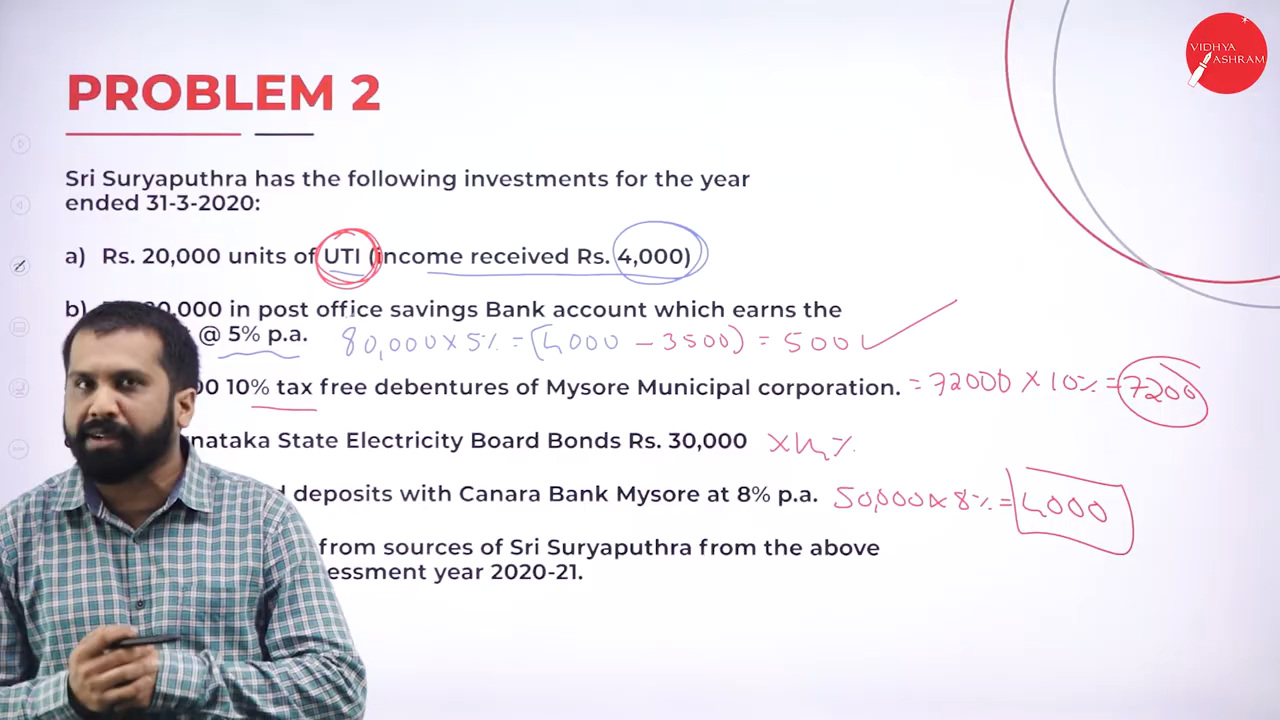 VIDHYA
ASHRAM
PROBLEM 2
Sri Suryaputhra has the following investments for the year
ended 31-3-2020:
a) Rs. 20,000 units of UTI (income received Rs. 4,000)
b) 0,000 in post office savings Bank account which earns the
@ 5% p.a. 80,000 x 5% = (4000 - 3500) = 500 ✓
00 10% tax free debentures of Mysore Municipal corporation. = 72000 x 10% = 7200
nataka State Electricity Board Bonds Rs. 30,000 x 4%
deposits with Canara Bank Mysore at 8% p.a. 50,000 x 8% = 4000
from sources of Sri Suryaputhra from the above
essment year 2020-21.